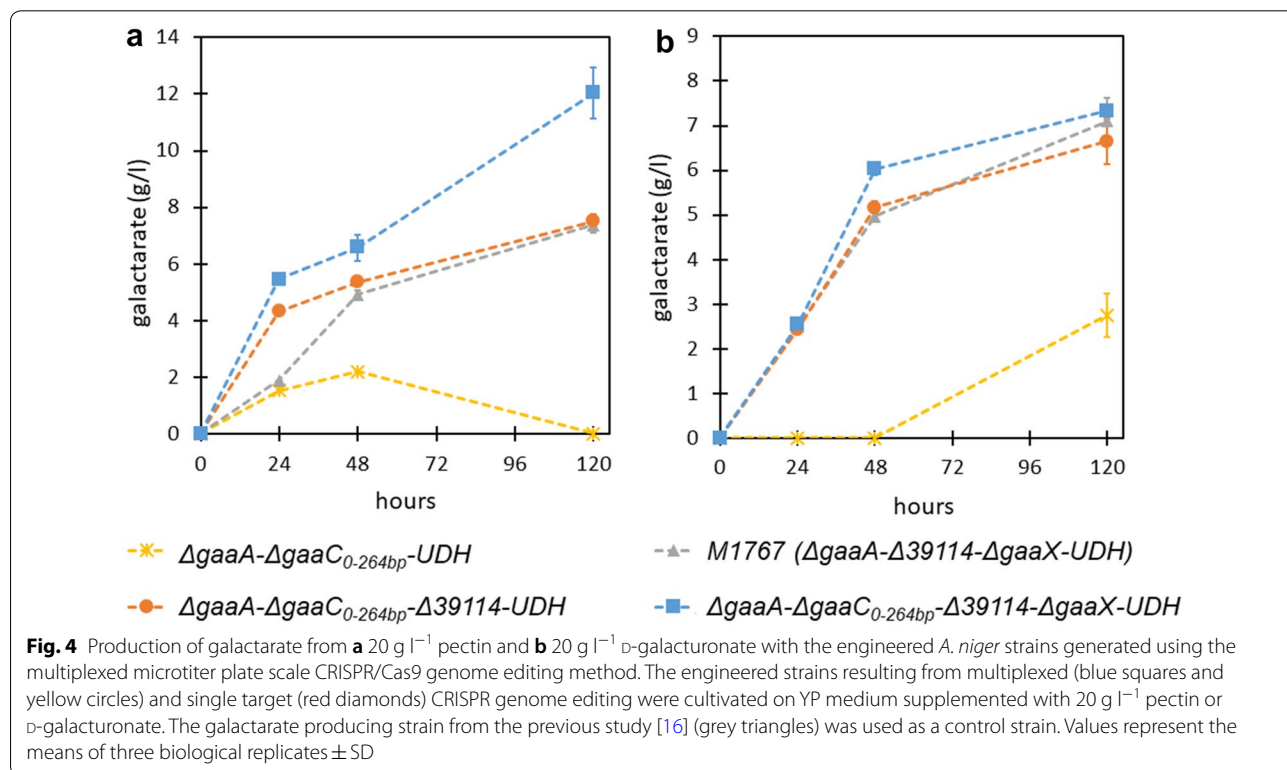 a
14
12
10
8
6
4
2
0
galactarate (g/l)
0 24 48 72 96 120
hours
b
9
8
7
6
5
4
3
2
1
0
galactarate (g/l)
0 24 48 72 96 120
hours
ΔgaaA-ΔgaaC0-264bp-UDH
M1767 (ΔgaaA-Δ39114-ΔgaaX-UDH)
ΔgaaA-ΔgaaC0-264bp-Δ39114-UDH
ΔgaaA-ΔgaaC0-264bp-Δ39114-ΔgaaX-UDH
Fig. 4 Production of galactarate from a 20 g l−1 pectin and b 20 g l−1 D-galacturonate with the engineered A. niger strains generated using the
multiplexed microtiter plate scale CRISPR/Cas9 genome editing method. The engineered strains resulting from multiplexed (blue squares and
yellow circles) and single target (red diamonds) CRISPR genome editing were cultivated on YP medium supplemented with 20 g l−1 pectin or
D-galacturonate. The galactarate producing strain from the previous study [16] (grey triangles) was used as a control strain. Values represent the
means of three biological replicates ± SD